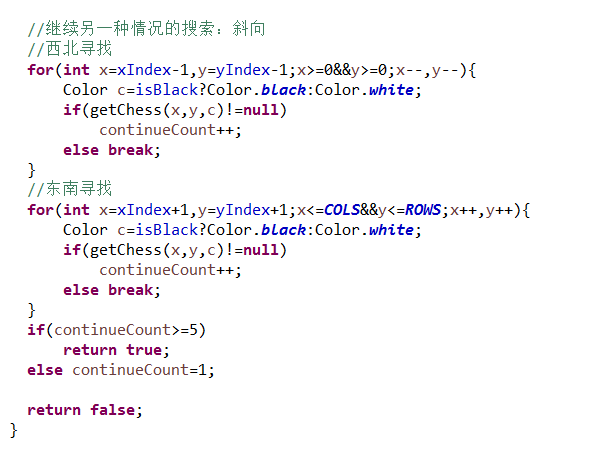 //继续另一种情况的搜索：斜向
//西北寻找
for(int x=xIndex-1,y=yIndex-1;x>=0&&y>=0;x--,y--){
Color c=isBlack?Color.black:Color.white;
if(getChess(x,y,c)!=null)
continueCount++;
else break;
}
//东南寻找
for(int x=xIndex+1,y=yIndex+1;x<=COLS&&y<=ROWS;x++,y++){
Color c=isBlack?Color.black:Color.white;
if(getChess(x,y,c)!=null)
continueCount++;
else break;
}
if(continueCount>=5)
return true;
else continueCount=1;
return false;
}